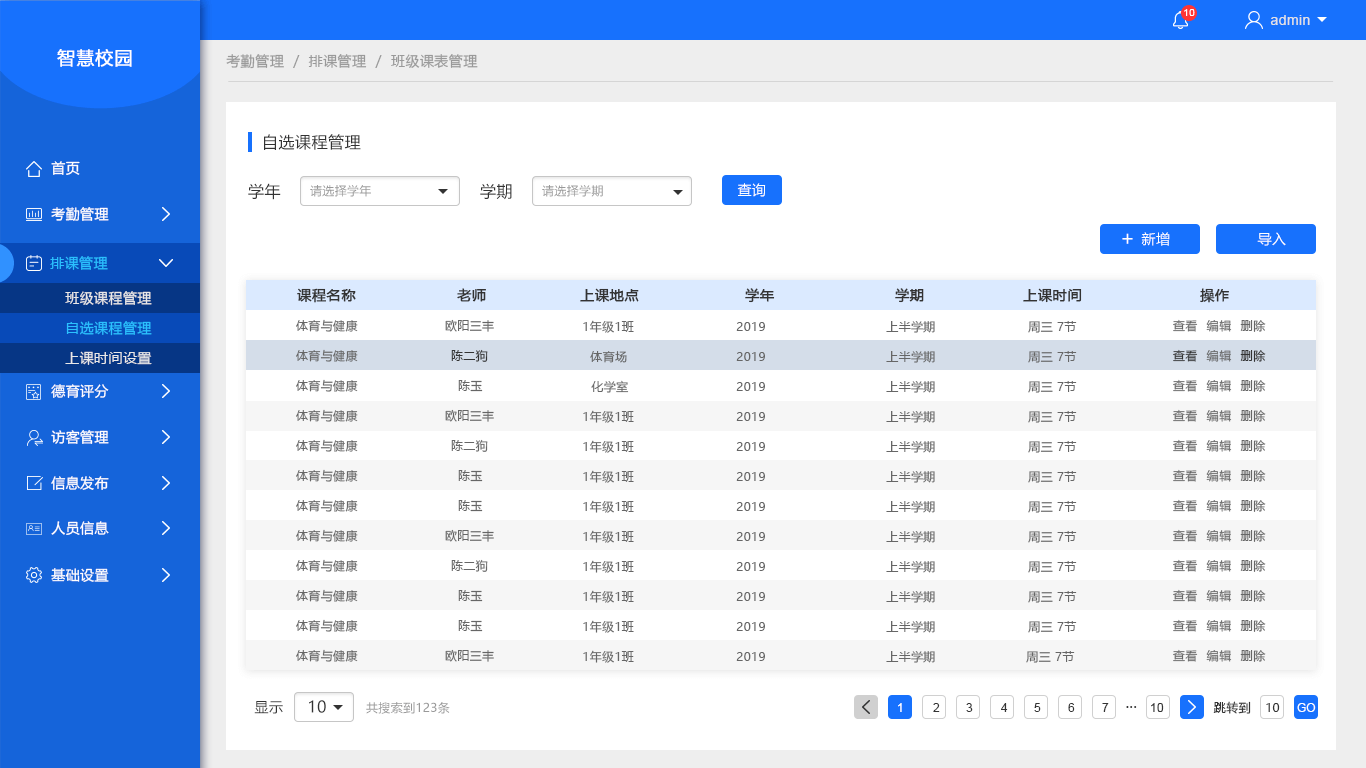 智慧校园
10 admin
首页
考勤管理
排课管理
班级课程管理
自选课程管理
上课时间设置
德育评分
访客管理
信息发布
人员信息
基础设置
考勤管理 / 排课管理 / 班级课表管理
自选课程管理
学年 请选择学年 学期 请选择学期 查询
+ 新增 导入
课程名称 老师 上课地点 学年 学期 上课时间 操作
体育与健康 欧阳三丰 1年级1班 2019 上半学期 周三 7节 查看 编辑 删除
体育与健康 陈二狗 体育场 2019 上半学期 周三 7节 查看 编辑 删除
体育与健康 陈玉 化学室 2019 上半学期 周三 7节 查看 编辑 删除
体育与健康 欧阳三丰 1年级1班 2019 上半学期 周三 7节 查看 编辑 删除
体育与健康 陈二狗 1年级1班 2019 上半学期 周三 7节 查看 编辑 删除
体育与健康 陈玉 1年级1班 2019 上半学期 周三 7节 查看 编辑 删除
体育与健康 陈玉 1年级1班 2019 上半学期 周三 7节 查看 编辑 删除
体育与健康 欧阳三丰 1年级1班 2019 上半学期 周三 7节 查看 编辑 删除
体育与健康 陈二狗 1年级1班 2019 上半学期 周三 7节 查看 编辑 删除
体育与健康 陈玉 1年级1班 2019 上半学期 周三 7节 查看 编辑 删除
体育与健康 陈玉 1年级1班 2019 上半学期 周三 7节 查看 编辑 删除
体育与健康 欧阳三丰 1年级1班 2019 上半学期 周三 7节 查看 编辑 删除
显示 10 共搜索到123条 1 2 3 4 5 6 7 ··· 10 跳转到 10 GO